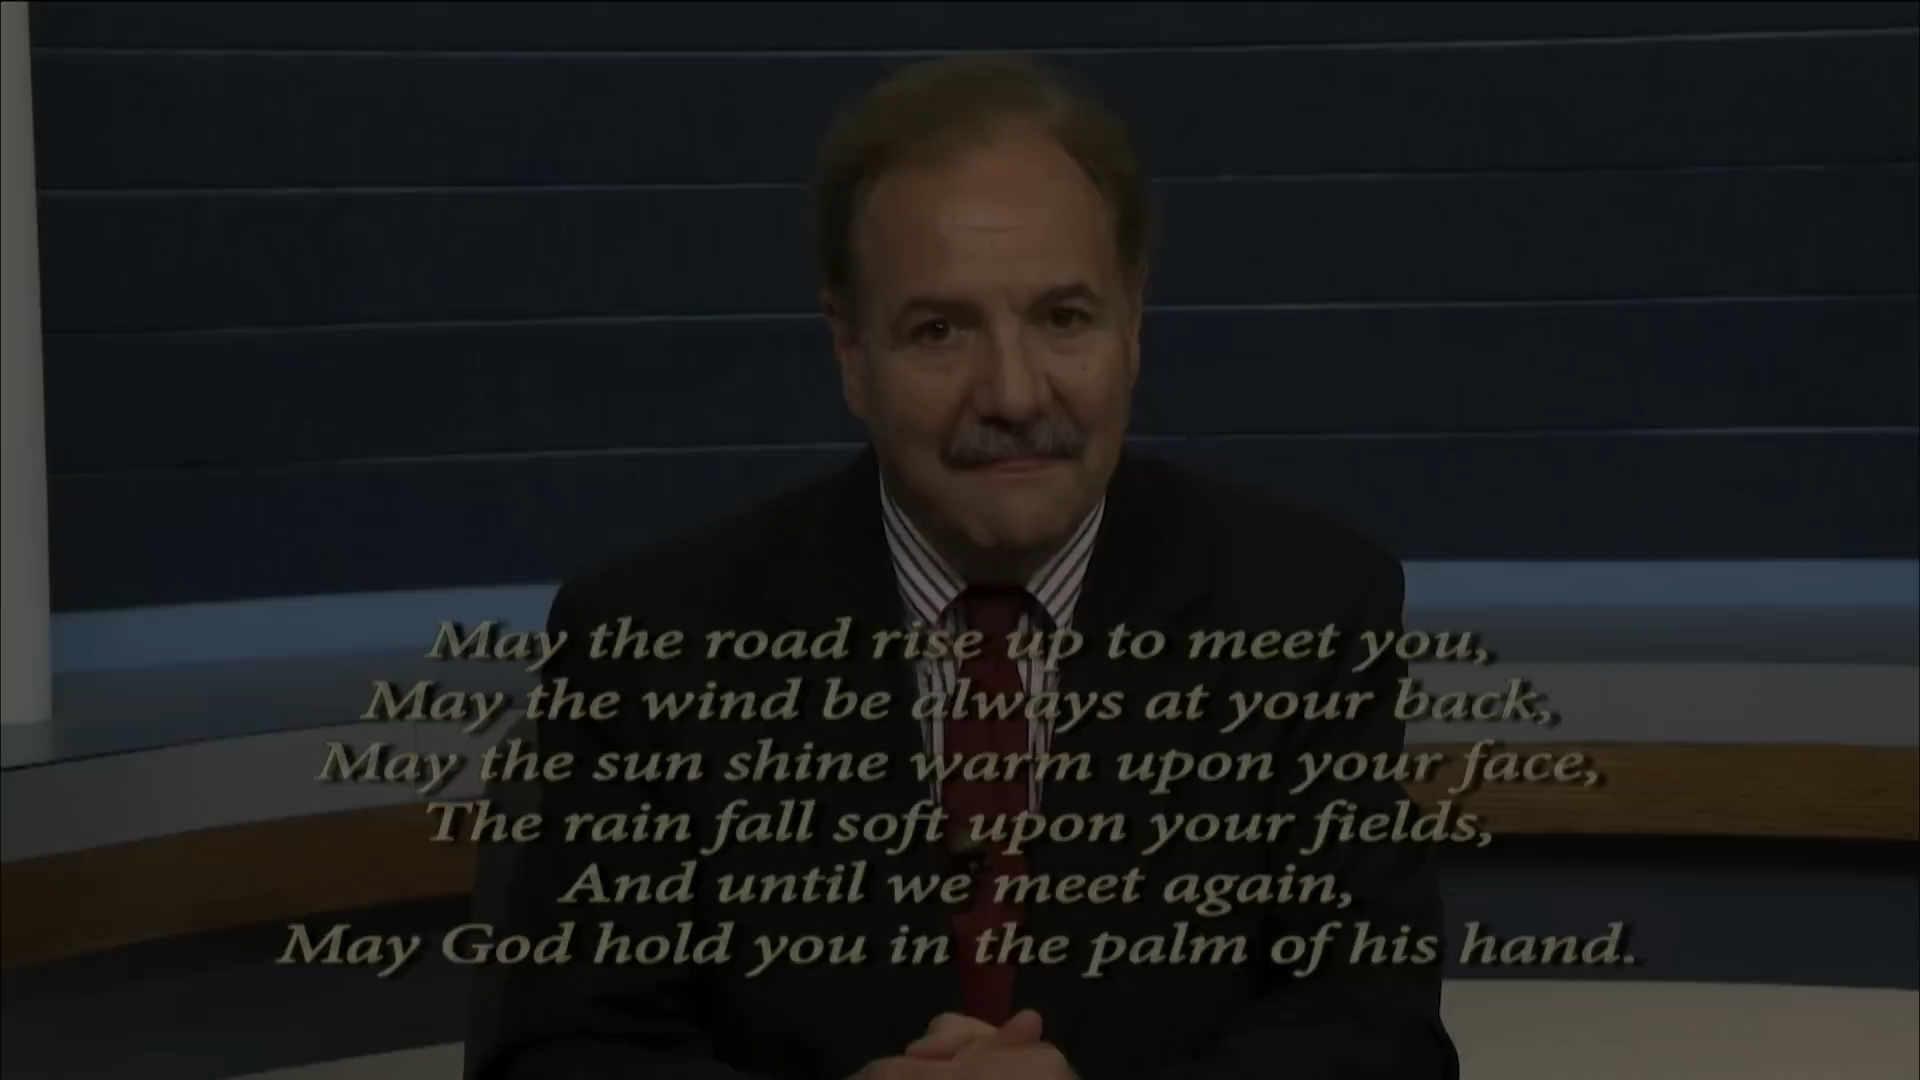 May the road rise up to meet you,
May the wind be always at your back,
May the sun shine warm upon your face,
The rain fall soft upon your fields,
And until we meet again,
May God hold you in the palm of his hand.